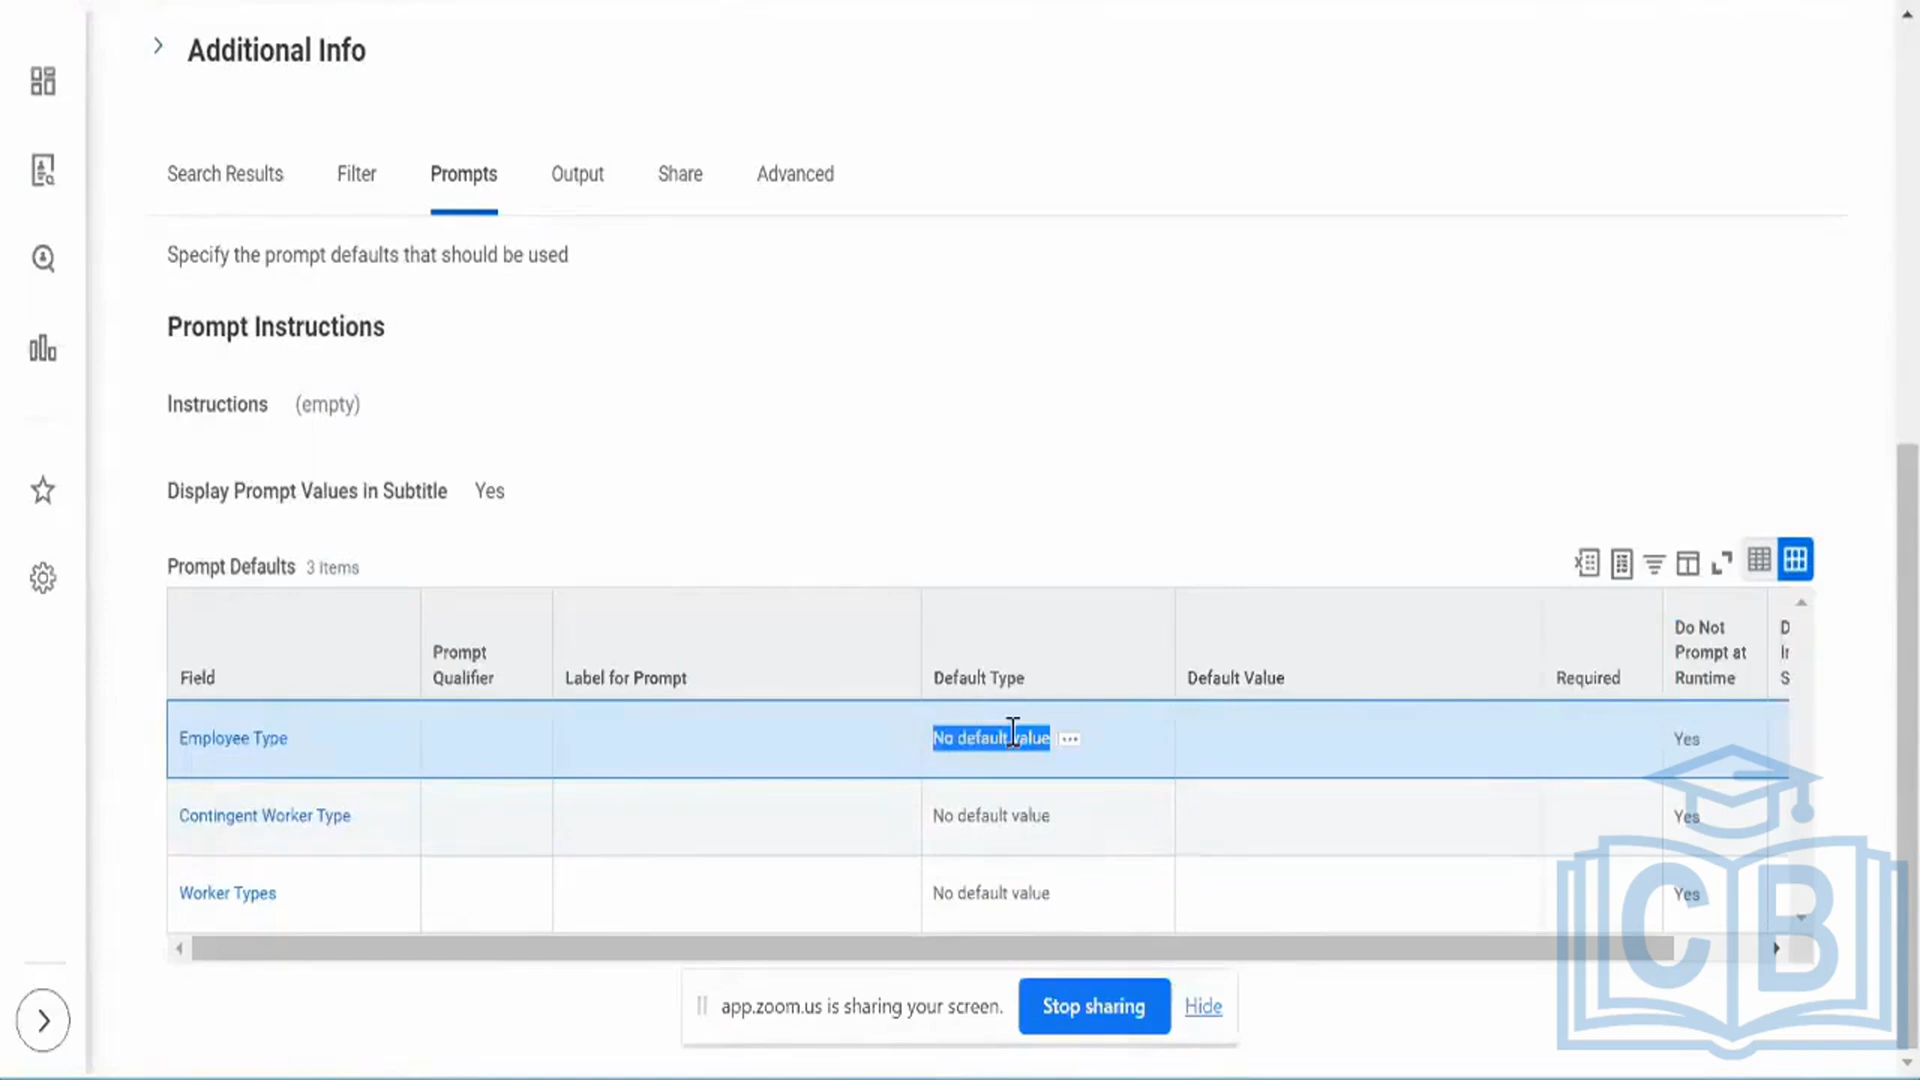 Additional Info
Search Results Filter Prompts Output Share Advanced
Specify the prompt defaults that should be used
Prompt Instructions
Instructions (empty)
Display Prompt Values in Subtitle Yes
Prompt Defaults 3 items
Field Prompt Qualifier Label for Prompt Default Type Default Value Required Do Not Prompt at Runtime D Ir S
Employee Type No default value Yes
Contingent Worker Type No default value Yes
Worker Types No default value Yes
app.zoom.us is sharing your screen. Stop sharing Hide
CB